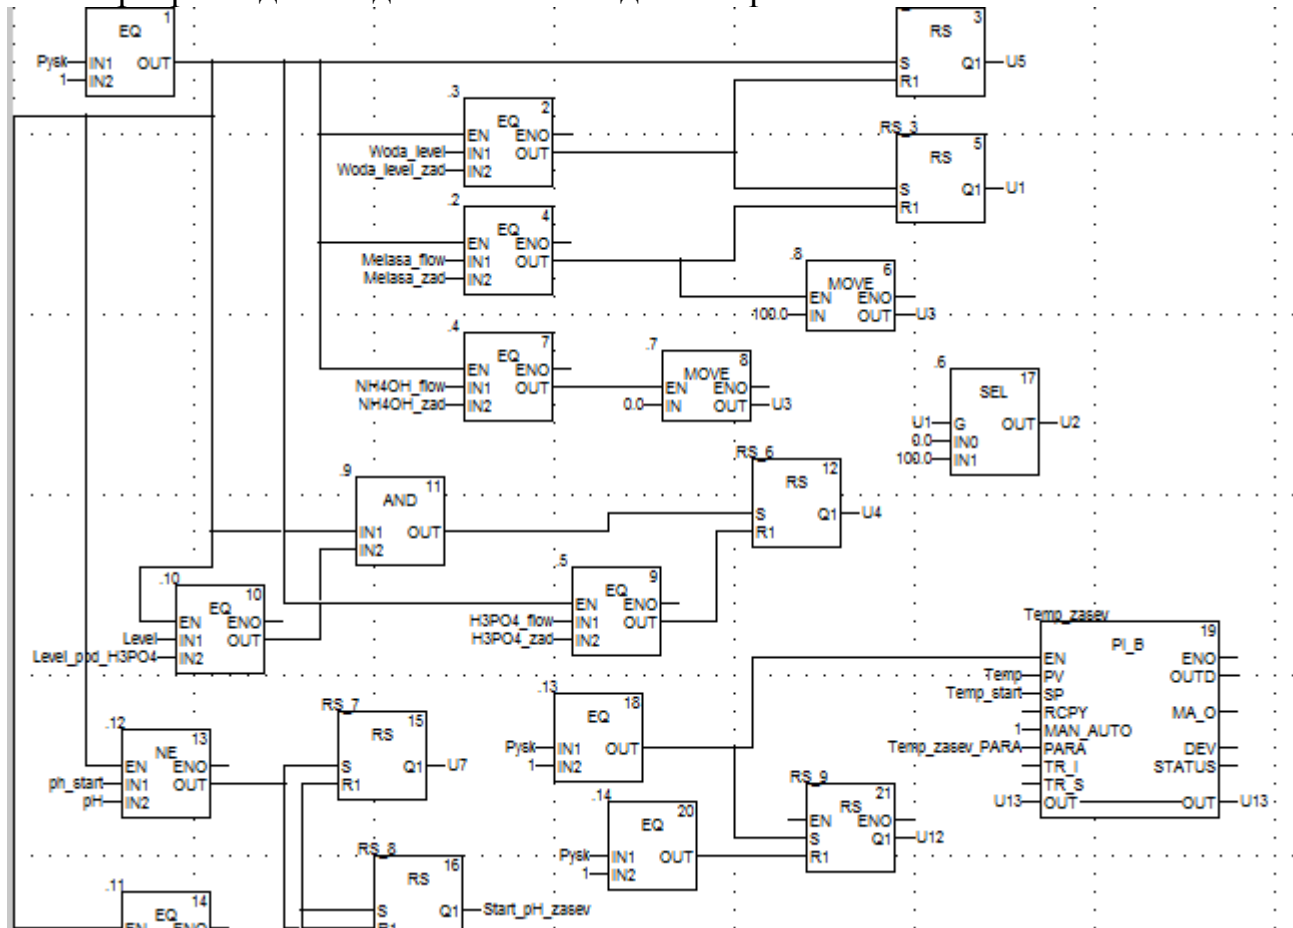 1
EQ
Pysk IN1 OUT
1 IN2
3
RS
S Q1 U5
R1
.3
2
EQ
EN ENO
Woda_level IN1 OUT
Woda_level_zad IN2
RS_3
5
RS
S Q1 U1
R1
.2
4
EQ
EN ENO
Melasa_flow IN1 OUT
Melasa_zad IN2
.8
6
MOVE
EN ENO
100.0 IN OUT U3
.4
7
EQ
EN ENO
NH4OH_flow IN1 OUT
NH4OH_zad IN2
.7
8
MOVE
EN ENO
0.0 IN OUT U3
.6
17
SEL
U1 G OUT U2
0.0 IN0
100.0 IN1
.9
11
AND
IN1 OUT
IN2
RS_6
12
RS
S Q1 U4
R1
.10
10
EQ
EN ENO
Level IN1 OUT
Level_pod_H3PO4 IN2
.5
9
EQ
EN ENO
H3PO4_flow IN1 OUT
H3PO4_zad IN2
Temp_zasev
19
PI_B
EN ENO
Temp PV OUTD
Temp_start SP
RCPY MA_O
1 MAN_AUTO
Temp_zasev_PARA PARA DEV
TR_I STATUS
TR_S
U13 OUT OUT U13
.12
13
NE
EN ENO
ph_start IN1 OUT
pH IN2
RS_7
15
RS
S Q1 U7
R1
.13
18
EQ
Pysk IN1 OUT
1 IN2
RS_9
21
RS
EN ENO
S Q1 U12
R1
.14
20
EQ
Pysk IN1 OUT
1 IN2
RS_8
16
RS
S Q1 Start_pH_zasev
R1
.11
14
EQ
EN ENO